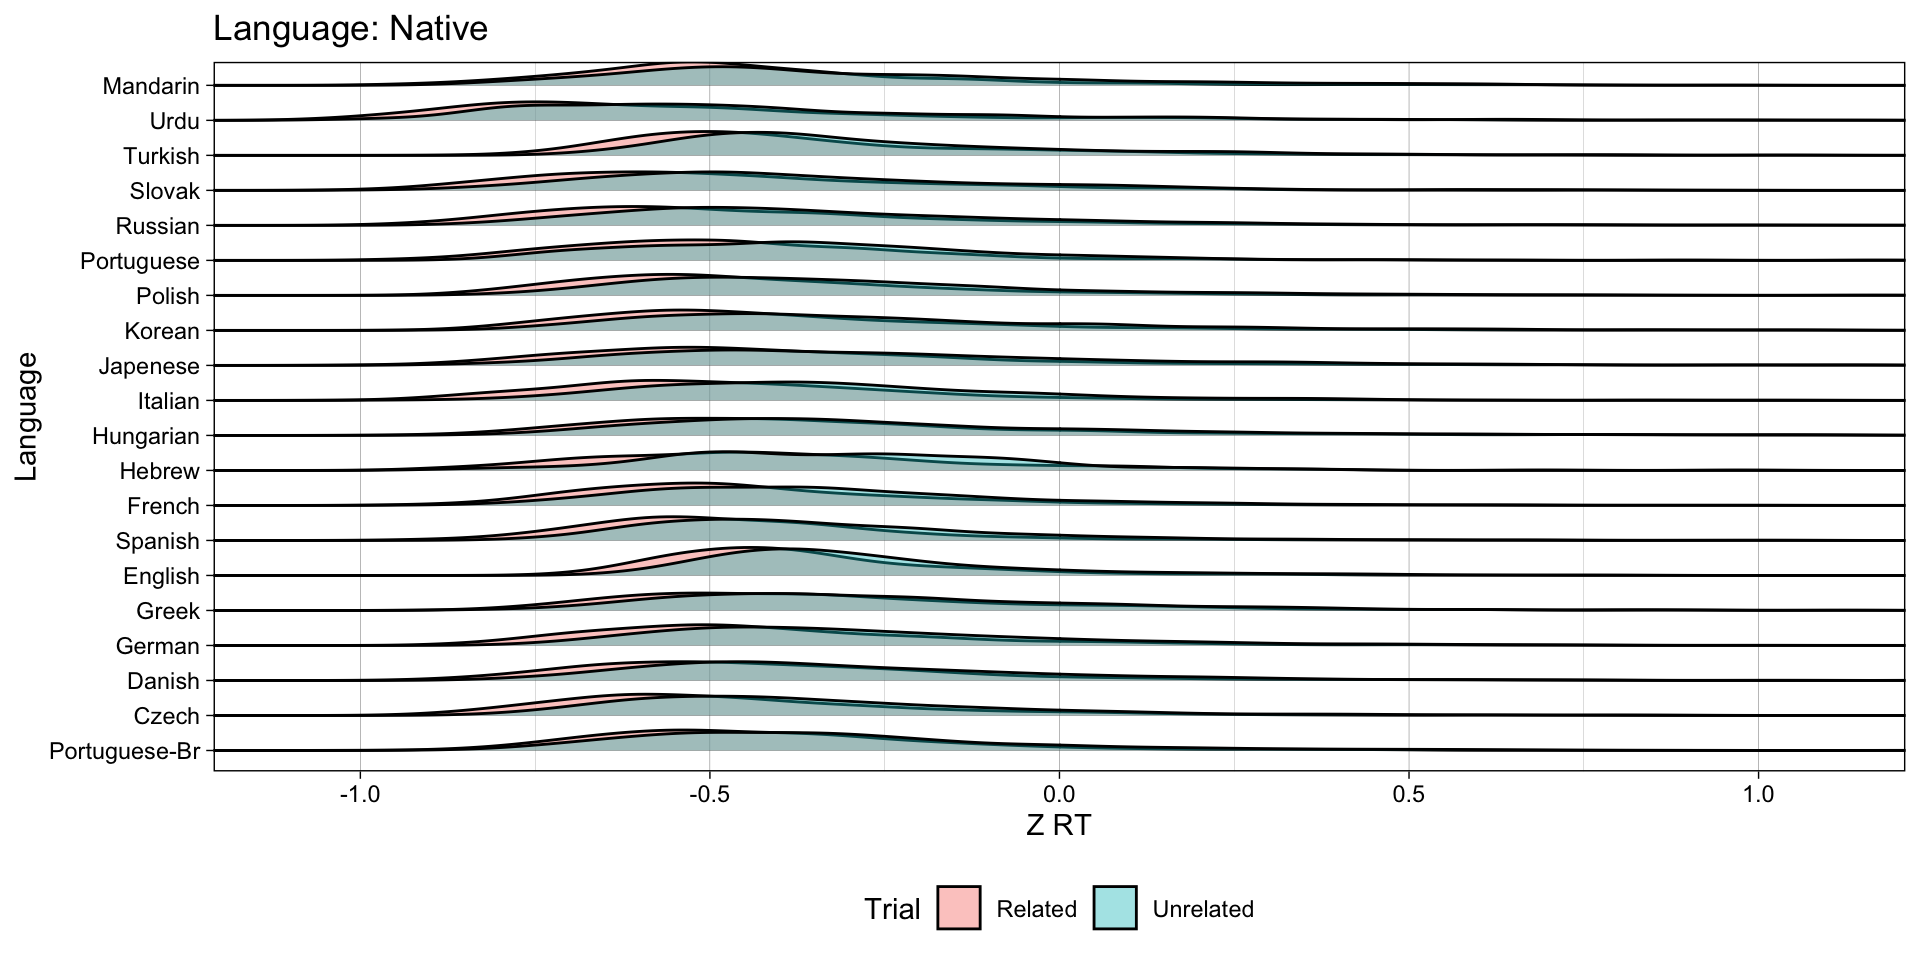 Language: Native
Mandarin
Urdu
Turkish
Slovak
Russian
Portuguese
Polish
Korean
Japenese
Italian
Hungarian
Hebrew
French
Spanish
English
Greek
German
Danish
Czech
Portuguese-Br
Language
-1.0 -0.5 0.0 0.5 1.0
Z RT
Trial Related Unrelated